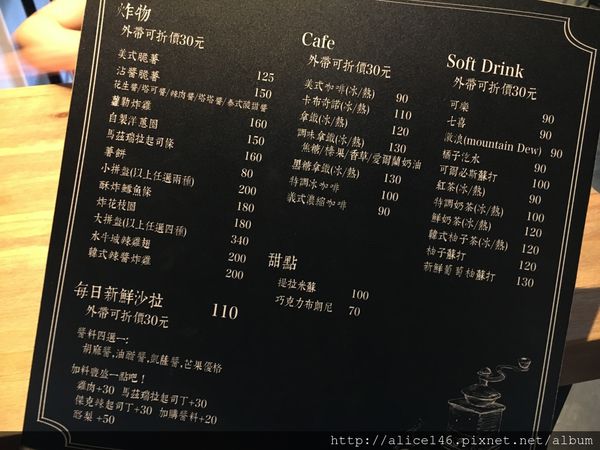 炸物
外帶可折價30元
美式脆薯 125
沾醬脆薯 150
花生醬/塔可醬/辣肉醬/塔塔醬/泰式酸甜醬
蘿勒炸雞 160
自製洋蔥圈 150
馬茲瑞拉起司條 160
薯餅 80
小拼盤(以上任選兩種) 200
酥炸鱈魚條 180
炸花枝圈 180
大拼盤(以上任選四種) 340
水牛城辣雞翅 200
韓式辣醬炸雞 200
每日新鮮沙拉 110
外帶可折價30元
醬料四選一:
胡麻醬,油醋醬,凱薩醬,芒果優格
加料豐盛一點吧！
雞肉+30 馬茲瑞拉起司丁+30
傑克辣起司丁+30 加購醬料+20
酪梨+50
Cafe
外帶可折價30元
美式咖啡(冰/熱) 90
卡布奇諾(冰/熱) 110
拿鐵(冰/熱) 120
調味拿鐵(冰/熱) 130
焦糖/榛果/香草/愛爾蘭奶油
黑糖拿鐵(冰/熱) 130
特調冰咖啡 100
義式濃縮咖啡 90
甜點
提拉米蘇 100
巧克力布朗尼 70
Soft Drink
外帶可折價30元
可樂 90
七喜 90
激浪(mountain Dew) 90
橘子汽水 90
可爾必斯蘇打 100
紅茶(冰/熱) 100
特調奶茶(冰/熱) 120
鮮奶茶(冰/熱) 120
韓式柚子茶(冰/熱) 120
柚子蘇打 120
新鮮葡萄柚蘇打 130
http://alice146.pixnet.net/album